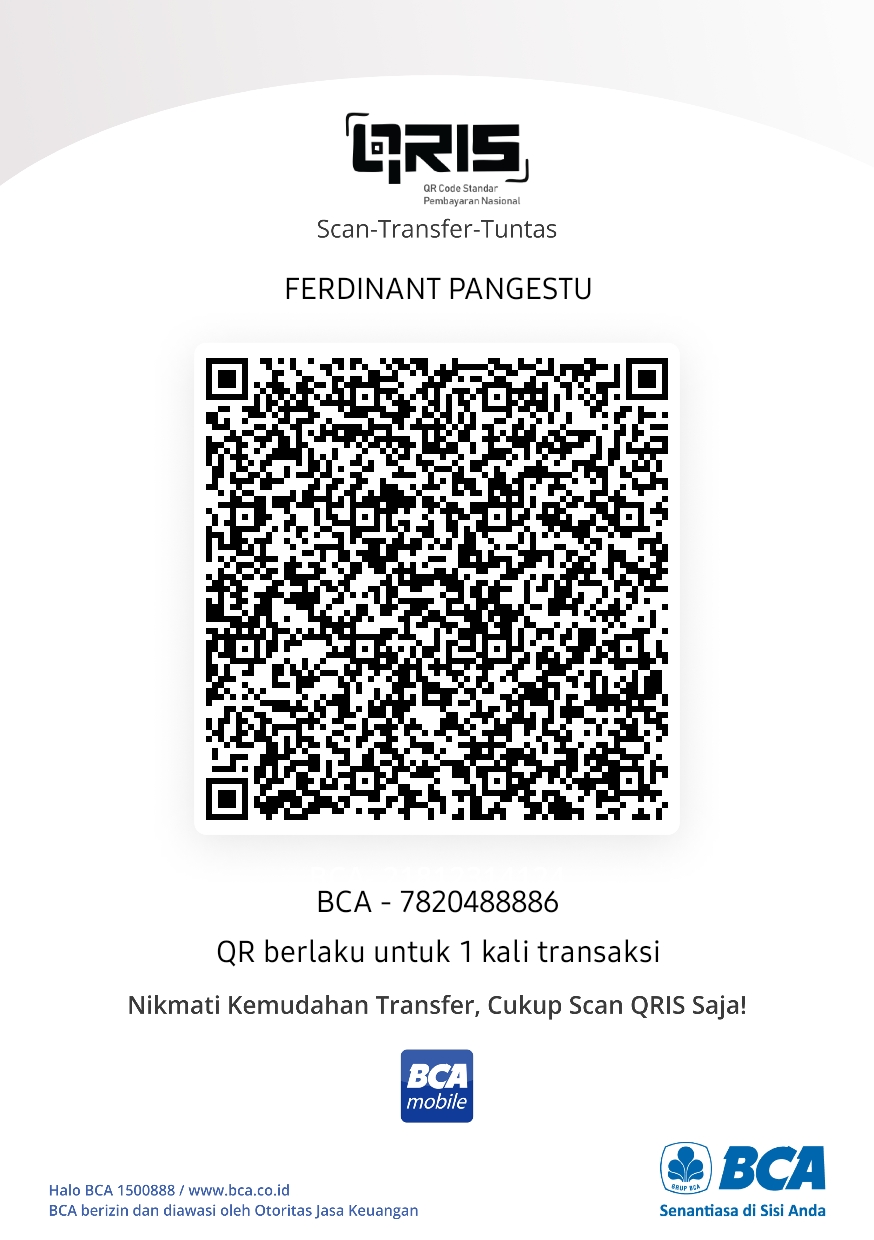 QRIS
QR Code Standar
Pembayaran Nasional
Scan-Transfer-Tuntas
FERDINANT PANGESTU
BCA - 7820488886
QR berlaku untuk 1 kali transaksi
Nikmati Kemudahan Transfer, Cukup Scan QRIS Saja!
BCA
mobile
GRUP BCA
BCA
Senantiasa di Sisi Anda
Halo BCA 1500888 / www.bca.co.id
BCA berizin dan diawasi oleh Otoritas Jasa Keuangan